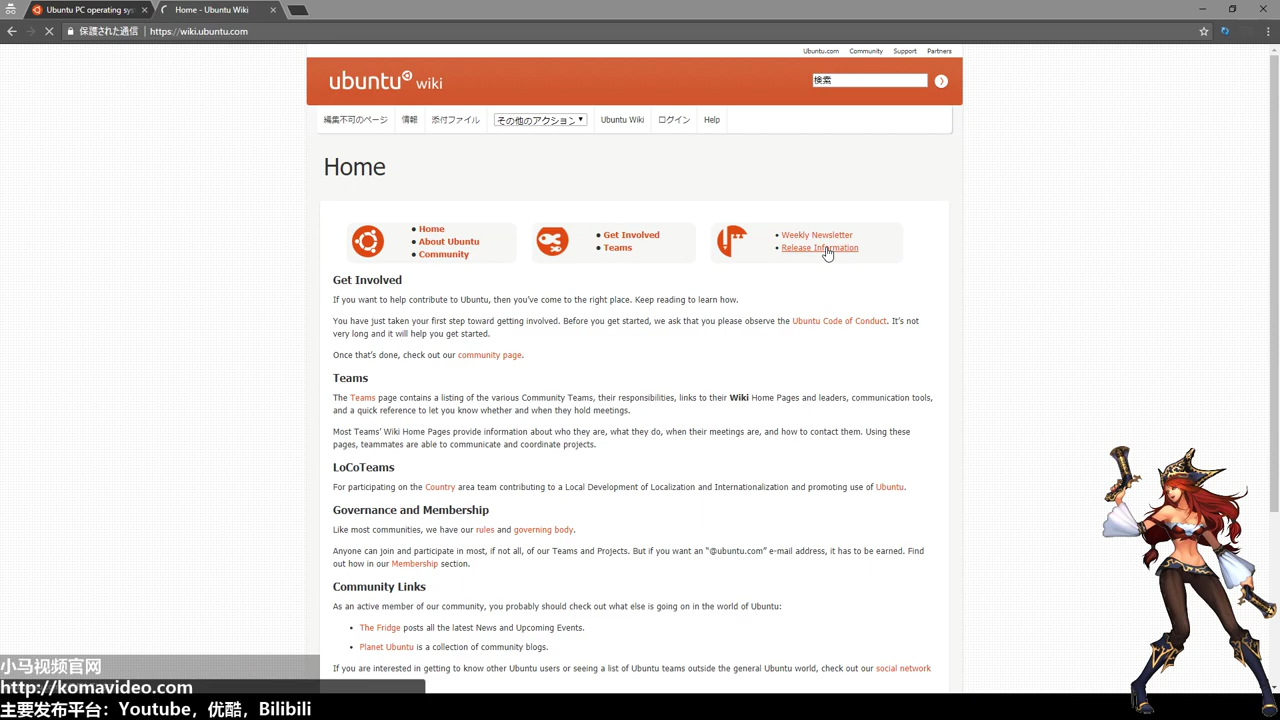 Ubuntu PC operating sys
Home - Ubuntu Wiki
保護された通信 | https://wiki.ubuntu.com
Ubuntu.com Community Support Partners
ubuntu wiki
検索
編集不可のページ 情報 添付ファイル その他のアクション Ubuntu Wiki ログイン Help
Home
Home
About Ubuntu
Community
Get Involved
Teams
Weekly Newsletter
Release Information
Get Involved
If you want to help contribute to Ubuntu, then you've come to the right place. Keep reading to learn how.
You have just taken your first step toward getting involved. Before you get started, we ask that you please observe the Ubuntu Code of Conduct. It's not
very long and it will help you get started.
Once that's done, check out our community page.
Teams
The Teams page contains a listing of the various Community Teams, their responsibilities, links to their Wiki Home Pages and leaders, communication tools,
and a quick reference to let you know whether and when they hold meetings.
Most Teams' Wiki Home Pages provide information about who they are, what they do, when their meetings are, and how to contact them. Using these
pages, teammates are able to communicate and coordinate projects.
LoCoTeams
For participating on the Country area team contributing to a Local Development of Localization and Internationalization and promoting use of Ubuntu.
Governance and Membership
Like most communities, we have our rules and governing body.
Anyone can join and participate in most, if not all, of our Teams and Projects. But if you want an "@ubuntu.com" e-mail address, it has to be earned. Find
out how in our Membership section.
Community Links
As an active member of our community, you probably should check out what else is going on in the world of Ubuntu:
The Fridge posts all the latest News and Upcoming Events.
Planet Ubuntu is a collection of community blogs.
If you are interested in getting to know other Ubuntu users or seeing a list of Ubuntu teams outside the general Ubuntu world, check out our social network
小马视频官网
http://komavideo.com
主要发布平台：Youtube，优酷，Bilibili